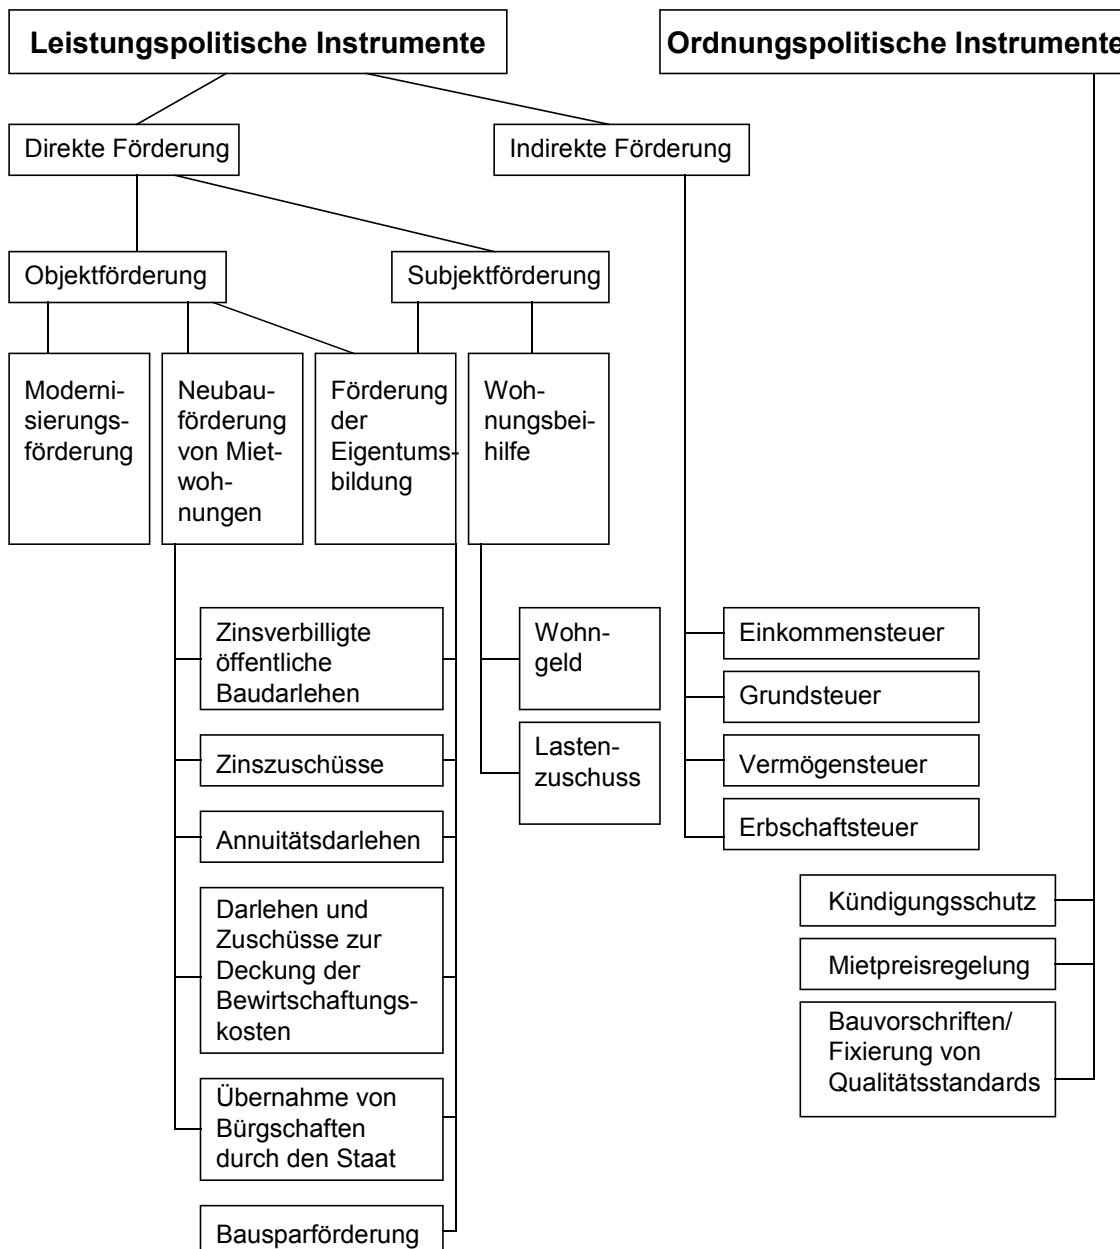 Leistungspolitische Instrumente
Ordnungspolitische Instrumente
Direkte Förderung
Indirekte Förderung
Objektförderung
Subjektförderung
Moderni-
sierungs-
förderung
Neubau-
förderung
von Miet-
woh-
nungen
Förderung
der
Eigentums-
bildung
Woh-
nungsbei-
hilfe
Zinsverbilligte
öffentliche
Baudarlehen
Zinszuschüsse
Annuitätsdarlehen
Darlehen und
Zuschüsse zur
Deckung der
Bewirtschaftungs-
kosten
Übernahme von
Bürgschaften
durch den Staat
Bausparförderung
Wohn-
geld
Lasten-
zuschuss
Einkommensteuer
Grundsteuer
Vermögensteuer
Erbschaftsteuer
Kündigungsschutz
Mietpreisregelung
Bauvorschriften/
Fixierung von
Qualitätsstandards